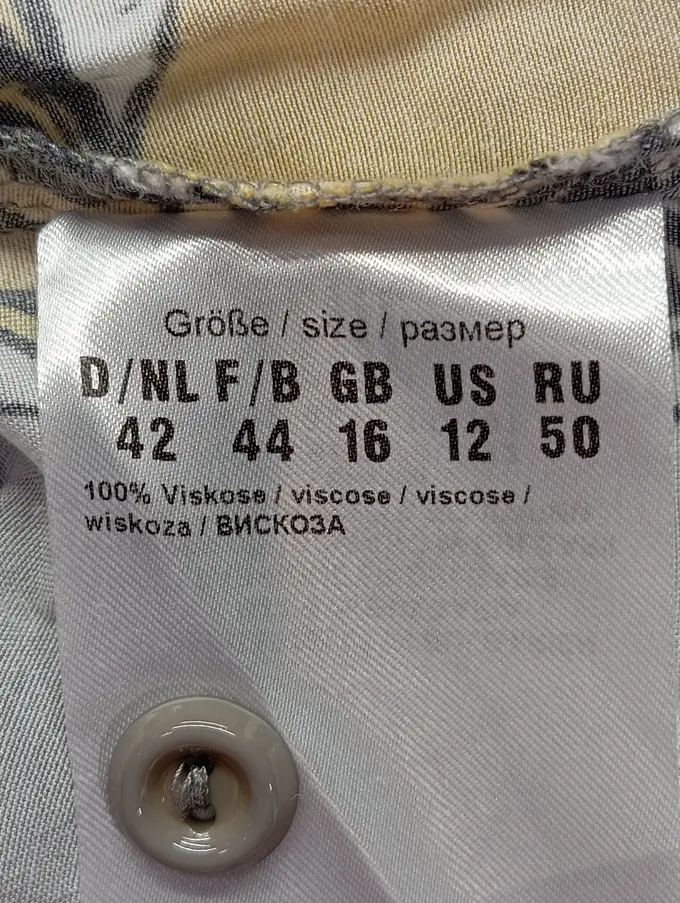 Größe / size / размер
D/NL F/B GB US RU
42 44 16 12 50
100% Viskose / viscose / viscose /
wiskoza / ВИСКОЗА